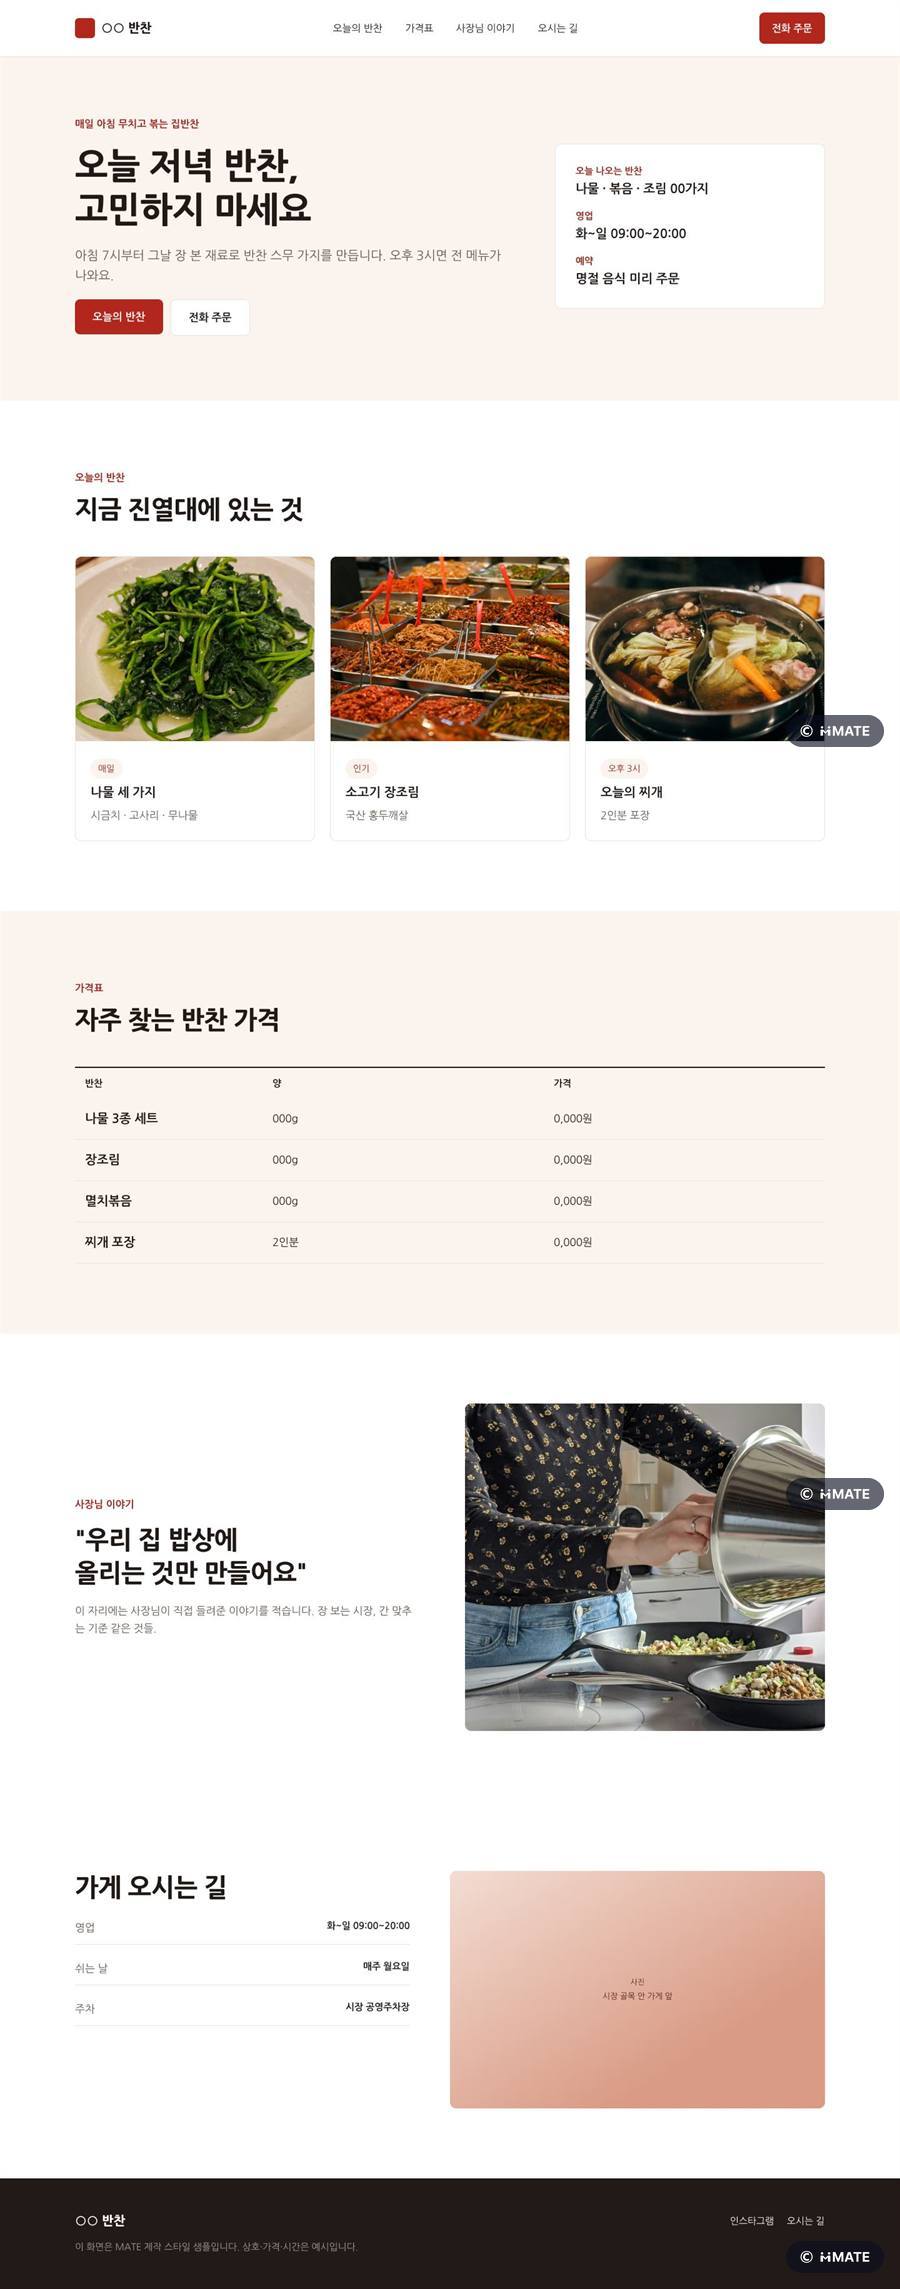 ○○ 반찬
오늘의 반찬
가격표
사장님 이야기
오시는 길
전화 주문
매일 아침 무치고 볶는 집반찬
오늘 저녁 반찬,
고민하지 마세요
아침 7시부터 그날 장 본 재료로 반찬 스무 가지를 만듭니다. 오후 3시면 전 메뉴가
나와요.
오늘의 반찬
전화 주문
오늘 나오는 반찬
나물 · 볶음 · 조림 00가지
영업
화~일 09:00~20:00
예약
명절 음식 미리 주문
오늘의 반찬
지금 진열대에 있는 것
매일
나물 세 가지
시금치 · 고사리 · 무나물
인기
소고기 장조림
국산 홍두깨살
오후 3시
오늘의 찌개
2인분 포장
© MATE
가격표
자주 찾는 반찬 가격
반찬 양 가격
나물 3종 세트 000g 0,000원
장조림 000g 0,000원
멸치볶음 000g 0,000원
찌개 포장 2인분 0,000원
사장님 이야기
"우리 집 밥상에
올리는 것만 만들어요"
이 자리에는 사장님이 직접 들려준 이야기를 적습니다. 장 보는 시장, 간 맞추
는 기준 같은 것들.
© MATE
가게 오시는 길
영업 화~일 09:00~20:00
쉬는 날 매주 월요일
주차 시장 공영주차장
사진
시장 골목 안 가게 앞
○○ 반찬
이 화면은 MATE 제작 스타일 샘플입니다. 상호·가격·시간은 예시입니다.
인스타그램
오시는 길
© MATE